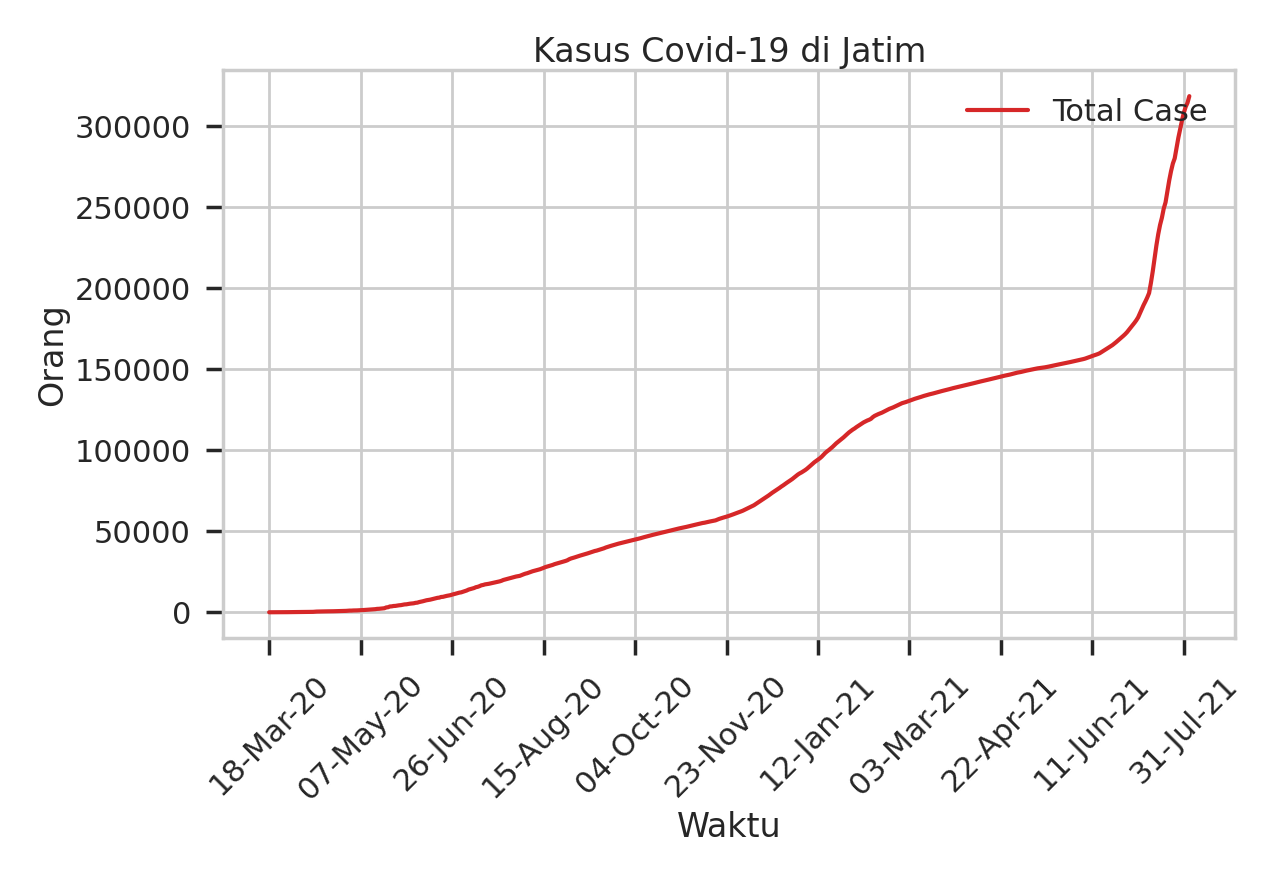 Kasus Covid-19 di Jatim
Total Case
300000
250000
200000
150000
100000
50000
0
Orang
18-Mar-20
07-May-20
26-Jun-20
15-Aug-20
04-Oct-20
23-Nov-20
12-Jan-21
03-Mar-21
22-Apr-21
11-Jun-21
31-Jul-21
Waktu